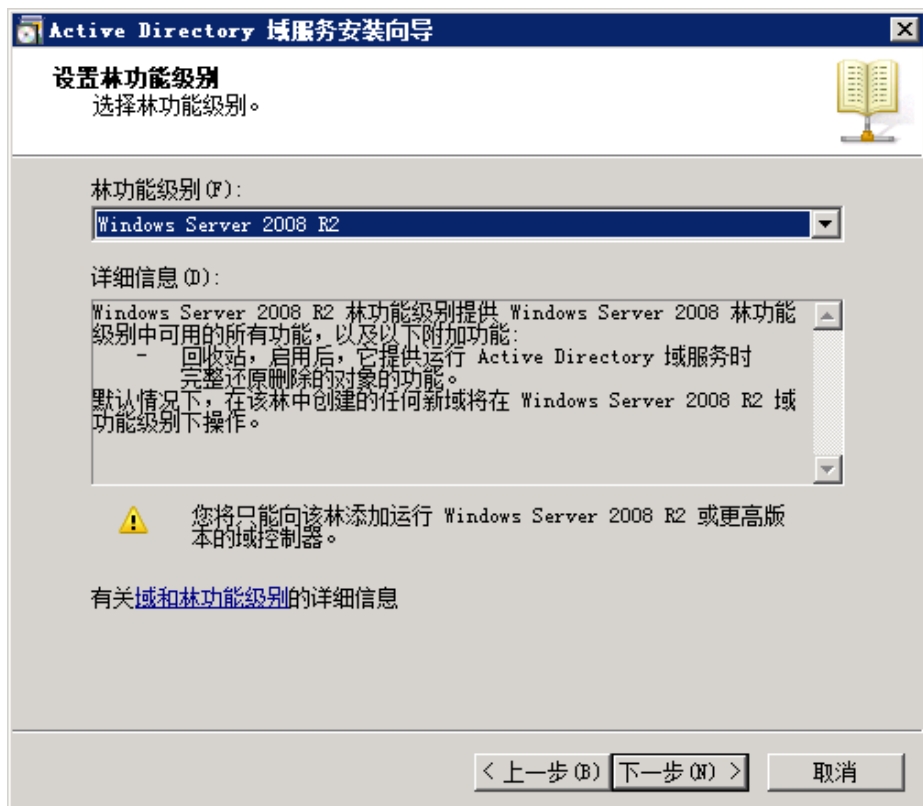 Active Directory 域服务安装向导
设置林功能级别
选择林功能级别。
林功能级别(F):
Windows Server 2008 R2
详细信息(D):
Windows Server 2008 R2 林功能级别提供 Windows Server 2008 林功能
级别中可用的所有功能，以及以下附加功能:
- 回收站，启用后，它提供运行 Active Directory 域服务时
完整还原删除的对象的功能。
默认情况下，在该林中创建的任何新域将在 Windows Server 2008 R2 域
功能级别下操作。
您将只能向该林添加运行 Windows Server 2008 R2 或更高版
本的域控制器。
有关域和林功能级别的详细信息
< 上一步(B) 下一步(N) > 取消